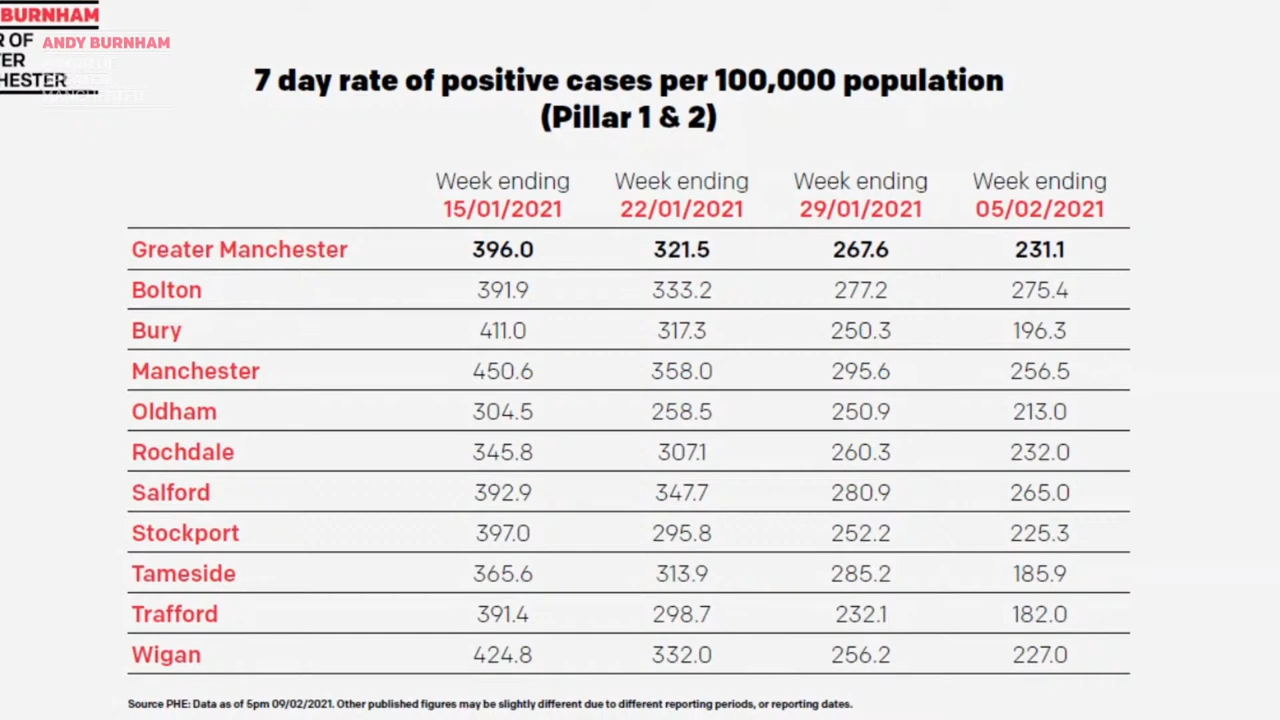 BURNHAM
R OF
ER
HESTER
ANDY BURNHAM
7 day rate of positive cases per 100,000 population
(Pillar 1 & 2)
Week ending Week ending Week ending Week ending
15/01/2021 22/01/2021 29/01/2021 05/02/2021
Greater Manchester 396.0 321.5 267.6 231.1
Bolton 391.9 333.2 277.2 275.4
Bury 411.0 317.3 250.3 196.3
Manchester 450.6 358.0 295.6 256.5
Oldham 304.5 258.5 250.9 213.0
Rochdale 345.8 307.1 260.3 232.0
Salford 392.9 347.7 280.9 265.0
Stockport 397.0 295.8 252.2 225.3
Tameside 365.6 313.9 285.2 185.9
Trafford 391.4 298.7 232.1 182.0
Wigan 424.8 332.0 256.2 227.0
Source PHE: Data as of 5pm 09/02/2021. Other published figures may be slightly different due to different reporting periods, or reporting dates.